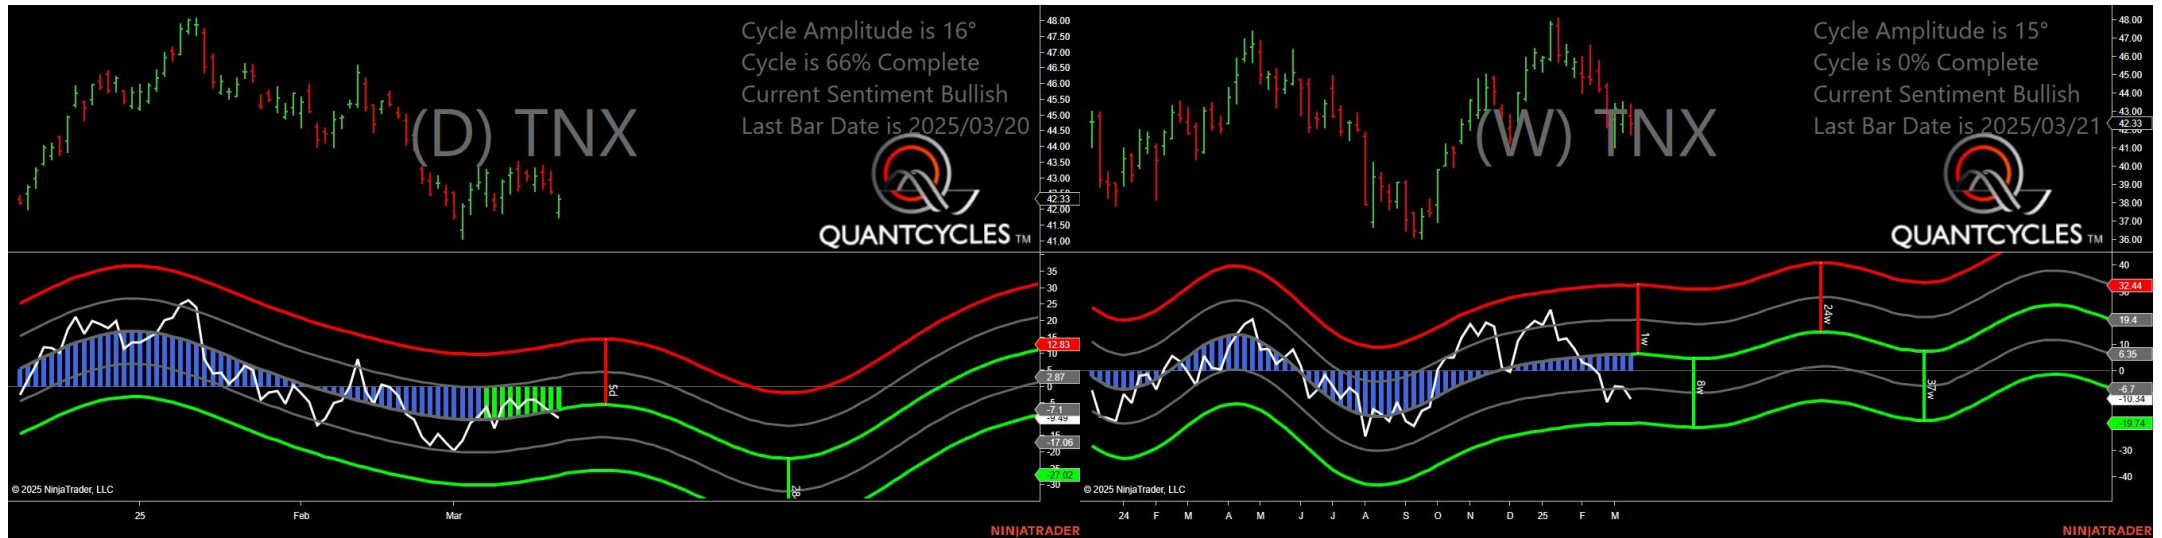 Cycle Amplitude is 16°
Cycle is 66% Complete
Current Sentiment Bullish
Last Bar Date is 2025/03/20
(D) TNX
QUANTCYCLES TM
48.00
47.50
47.00
46.50
46.00
45.50
45.00
44.50
44.00
43.50
43.00
42.33
42.00
41.50
41.00
35
30
25
20
15
12.83
10
2.87
0
-7.1
-9.49
-15
-17.06
-20
-27.02
-30
5d
28
© 2025 NinjaTrader, LLC
25
Feb
Mar
NINJATRADER
Cycle Amplitude is 15°
Cycle is 0% Complete
Current Sentiment Bullish
Last Bar Date is 2025/03/21
(W) TNX
QUANTCYCLES TM
48.00
47.00
46.00
45.00
44.00
43.00
42.33
42.00
41.00
40.00
39.00
38.00
37.00
36.00
40
32.44
30
19.4
10
6.35
0
-6.7
-10.34
-19.74
-30
-40
1w
8w
24w
37w
© 2025 NinjaTrader, LLC
24
F
M
A
M
J
J
A
S
O
N
D
25
F
M
NINJATRADER